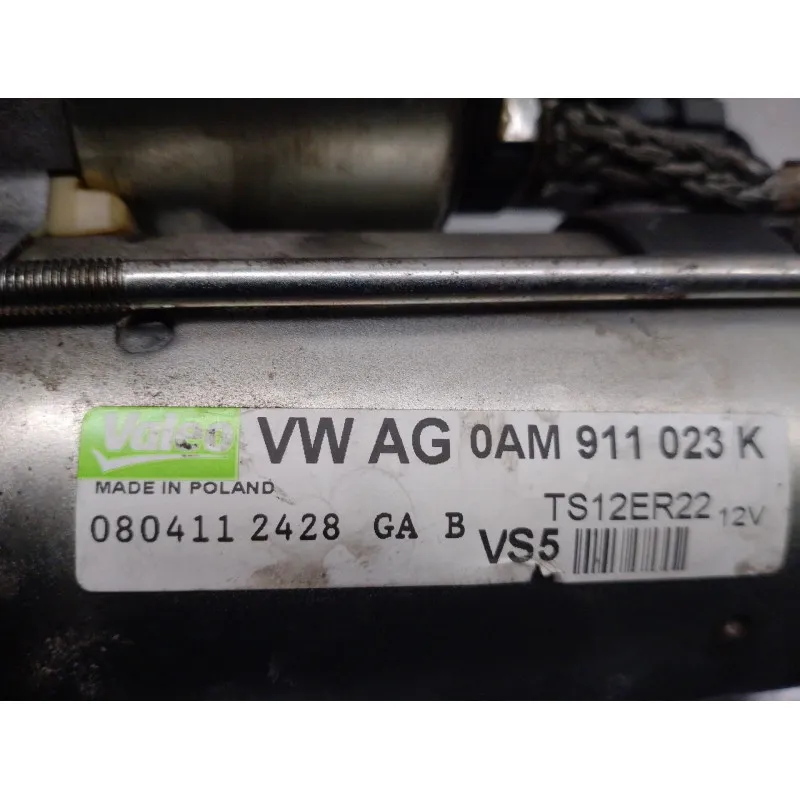 Valeo VW AG 0AM 911 023 K
MADE IN POLAND
TS12ER22 12V
080411 2428 GA B VS5